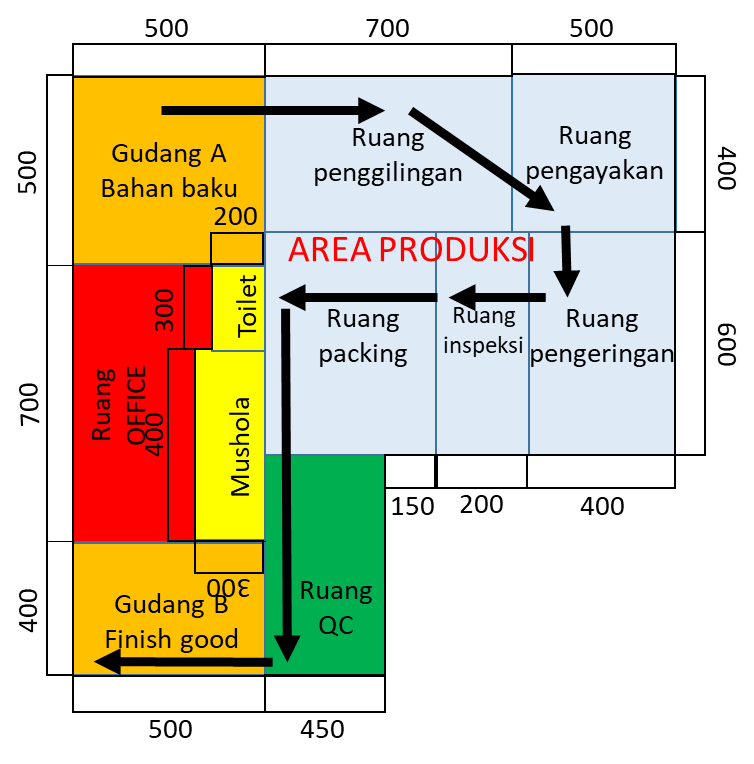 500
700
500
500
Gudang A
Bahan baku
Ruang
penggilingan
Ruang
pengayakan
400
200
AREA PRODUKSI
300
Toilet
Ruang
packing
Ruang
inspeksi
Ruang
pengeringan
600
700
Ruang
OFFICE
400
Mushola
150
200
400
300
400
Gudang B
Finish good
Ruang
QC
500
450